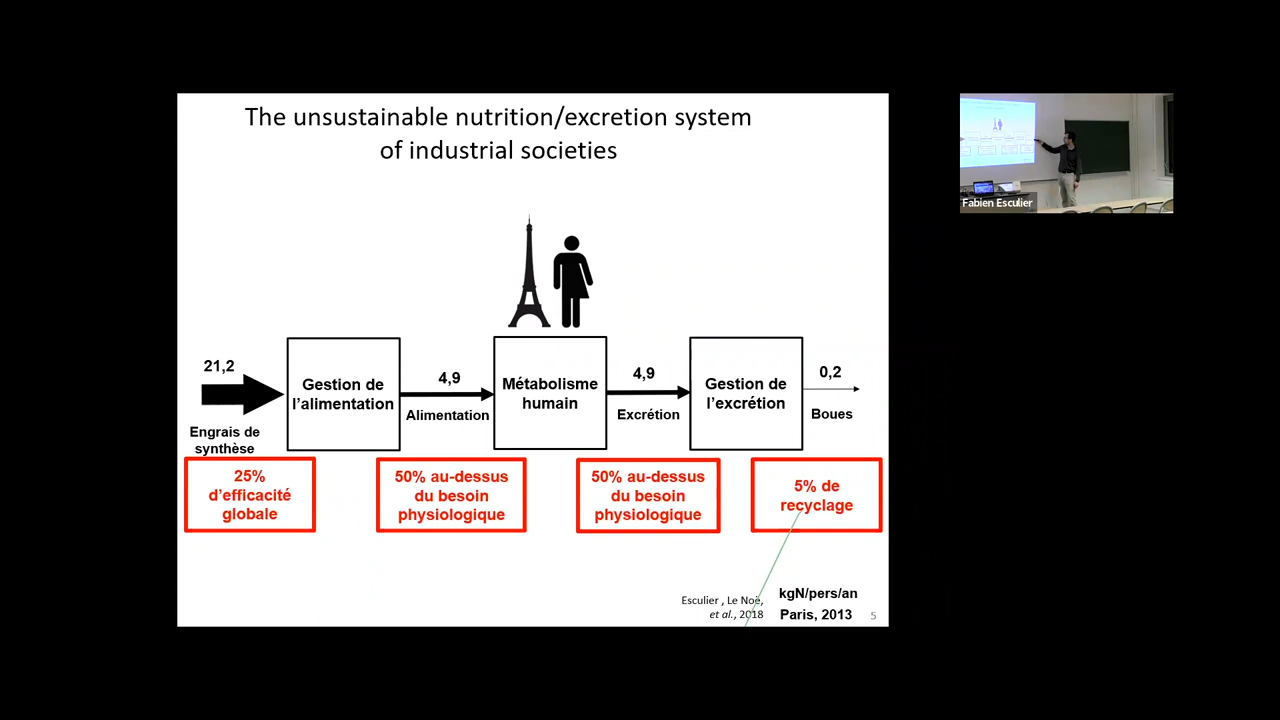 The unsustainable nutrition/excretion system
of industrial societies
Fabien Esculier
21,2
Engrais de
synthèse
Gestion de
l’alimentation
4,9
Alimentation
Métabolisme
humain
4,9
Excrétion
Gestion de
l’excrétion
0,2
Boues
25%
d’efficacité
globale
50% au-dessus
du besoin
physiologique
50% au-dessus
du besoin
physiologique
5% de
recyclage
Esculier , Le Noë,
et al., 2018
kgN/pers/an
Paris, 2013
5